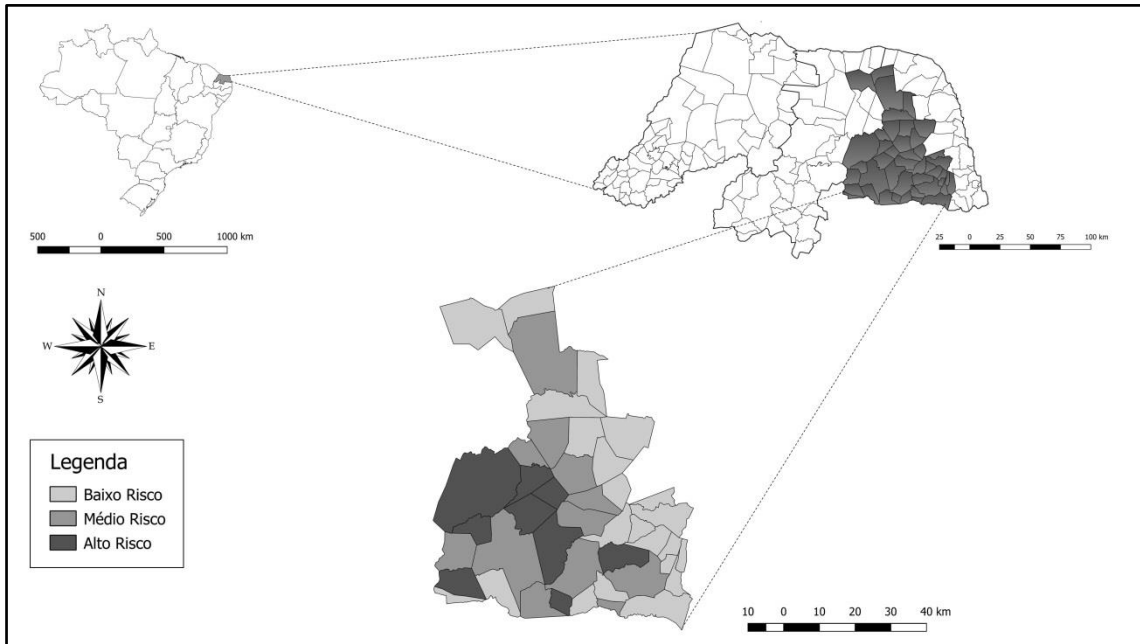 500 0 500 1000 km
25 0 25 50 75 100 km
N
W E
S
Legenda
Baixo Risco
Médio Risco
Alto Risco
10 0 10 20 30 40 km